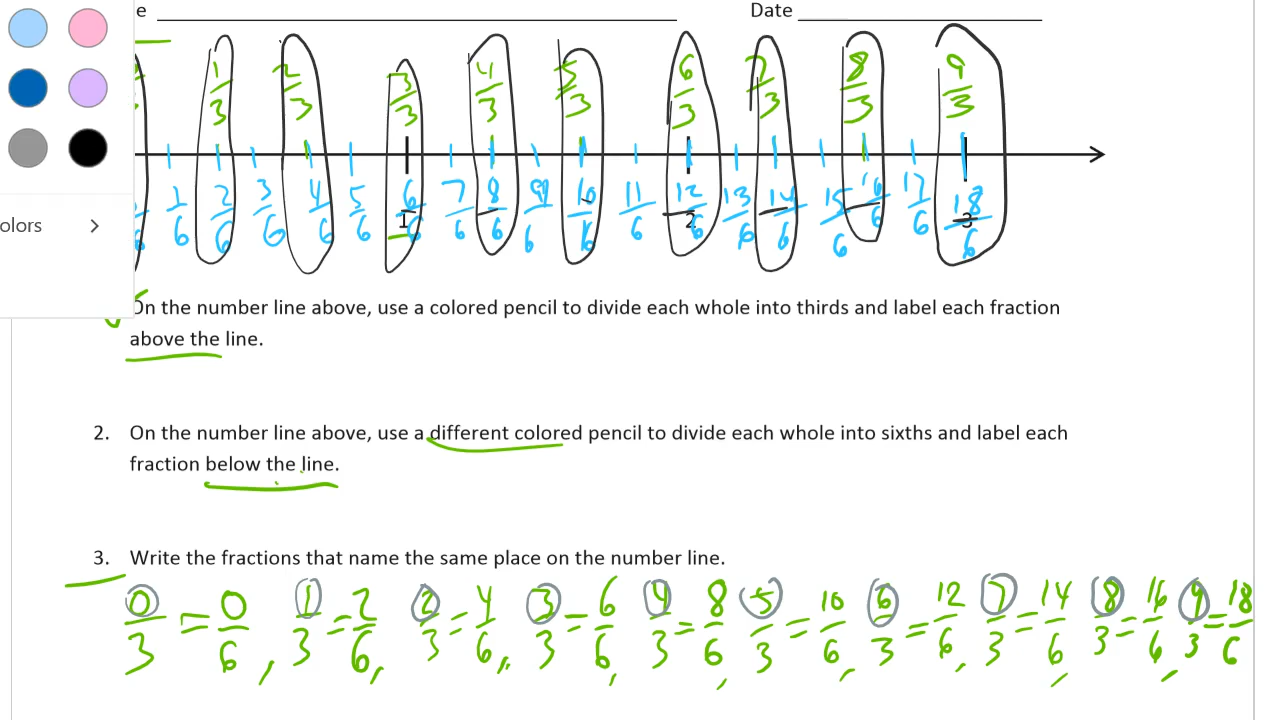 e ____ Date ____
1/3 2/3 3/3 4/3 5/3 6/3 7/3 8/3 9/3
1/6 2/6 3/6 4/6 5/6 6/6 7/6 8/6 9/6 10/6 11/6 12/6 13/6 14/6 15/6 16/6 17/6 18/6
1 2 3
olors >
On the number line above, use a colored pencil to divide each whole into thirds and label each fraction
above the line.
2. On the number line above, use a different colored pencil to divide each whole into sixths and label each
fraction below the line.
3. Write the fractions that name the same place on the number line.
0/3 = 0/6, 1/3 = 2/6, 2/3 = 4/6, 3/3 = 6/6, 4/3 = 8/6, 5/3 = 10/6, 6/3 = 12/6, 7/3 = 14/6, 8/3 = 16/6, 9/3 = 18/6